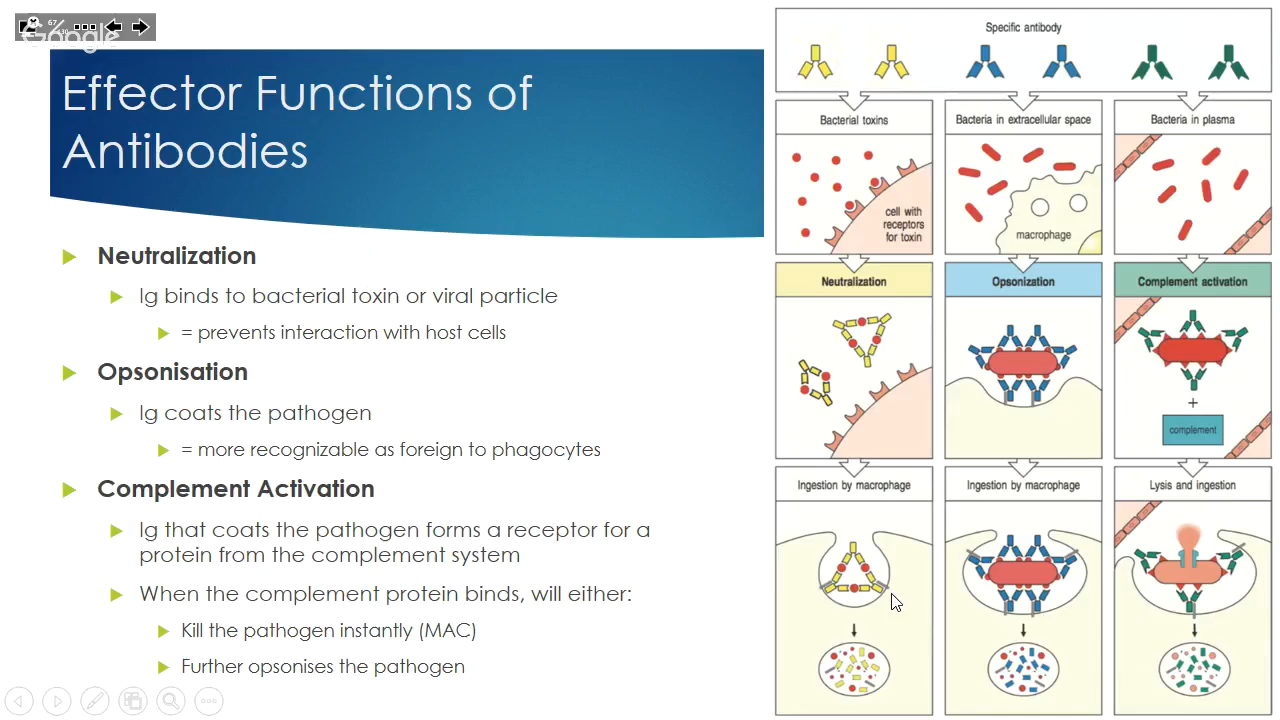 67
130
Google
Effector Functions of
Antibodies
Neutralization
Ig binds to bacterial toxin or viral particle
= prevents interaction with host cells
Opsonisation
Ig coats the pathogen
= more recognizable as foreign to phagocytes
Complement Activation
Ig that coats the pathogen forms a receptor for a
protein from the complement system
When the complement protein binds, will either:
Kill the pathogen instantly (MAC)
Further opsonises the pathogen
Specific antibody
Bacterial toxins
Bacteria in extracellular space
Bacteria in plasma
cell with
receptors
for toxin
macrophage
Neutralization
Opsonization
Complement activation
+
complement
Ingestion by macrophage
Ingestion by macrophage
Lysis and ingestion